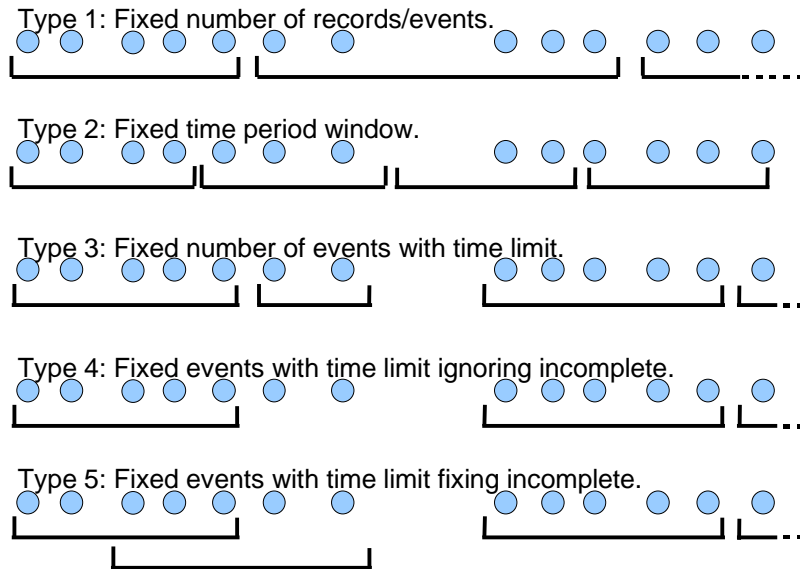 Type 1: Fixed number of records/events.
Type 2: Fixed time period window.
Type 3: Fixed number of events with time limit.
Type 4: Fixed events with time limit ignoring incomplete.
Type 5: Fixed events with time limit fixing incomplete.